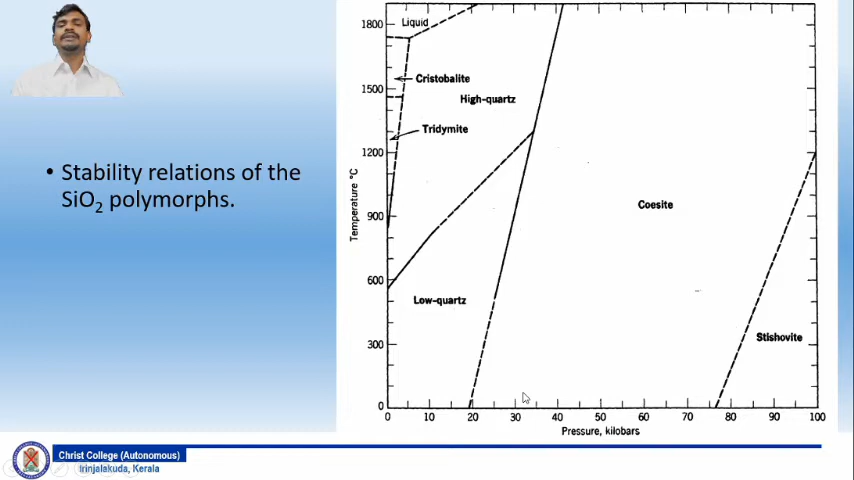 • Stability relations of the
SiO₂ polymorphs.
1800
1500
1200
900
600
300
0
Temperature °C
Liquid
Cristobalite
High-quartz
Tridymite
Coesite
Low-quartz
Stishovite
0 10 20 30 40 50 60 70 80 90 100
Pressure, kilobars
Christ College (Autonomous)
Irinjalakuda, Kerala